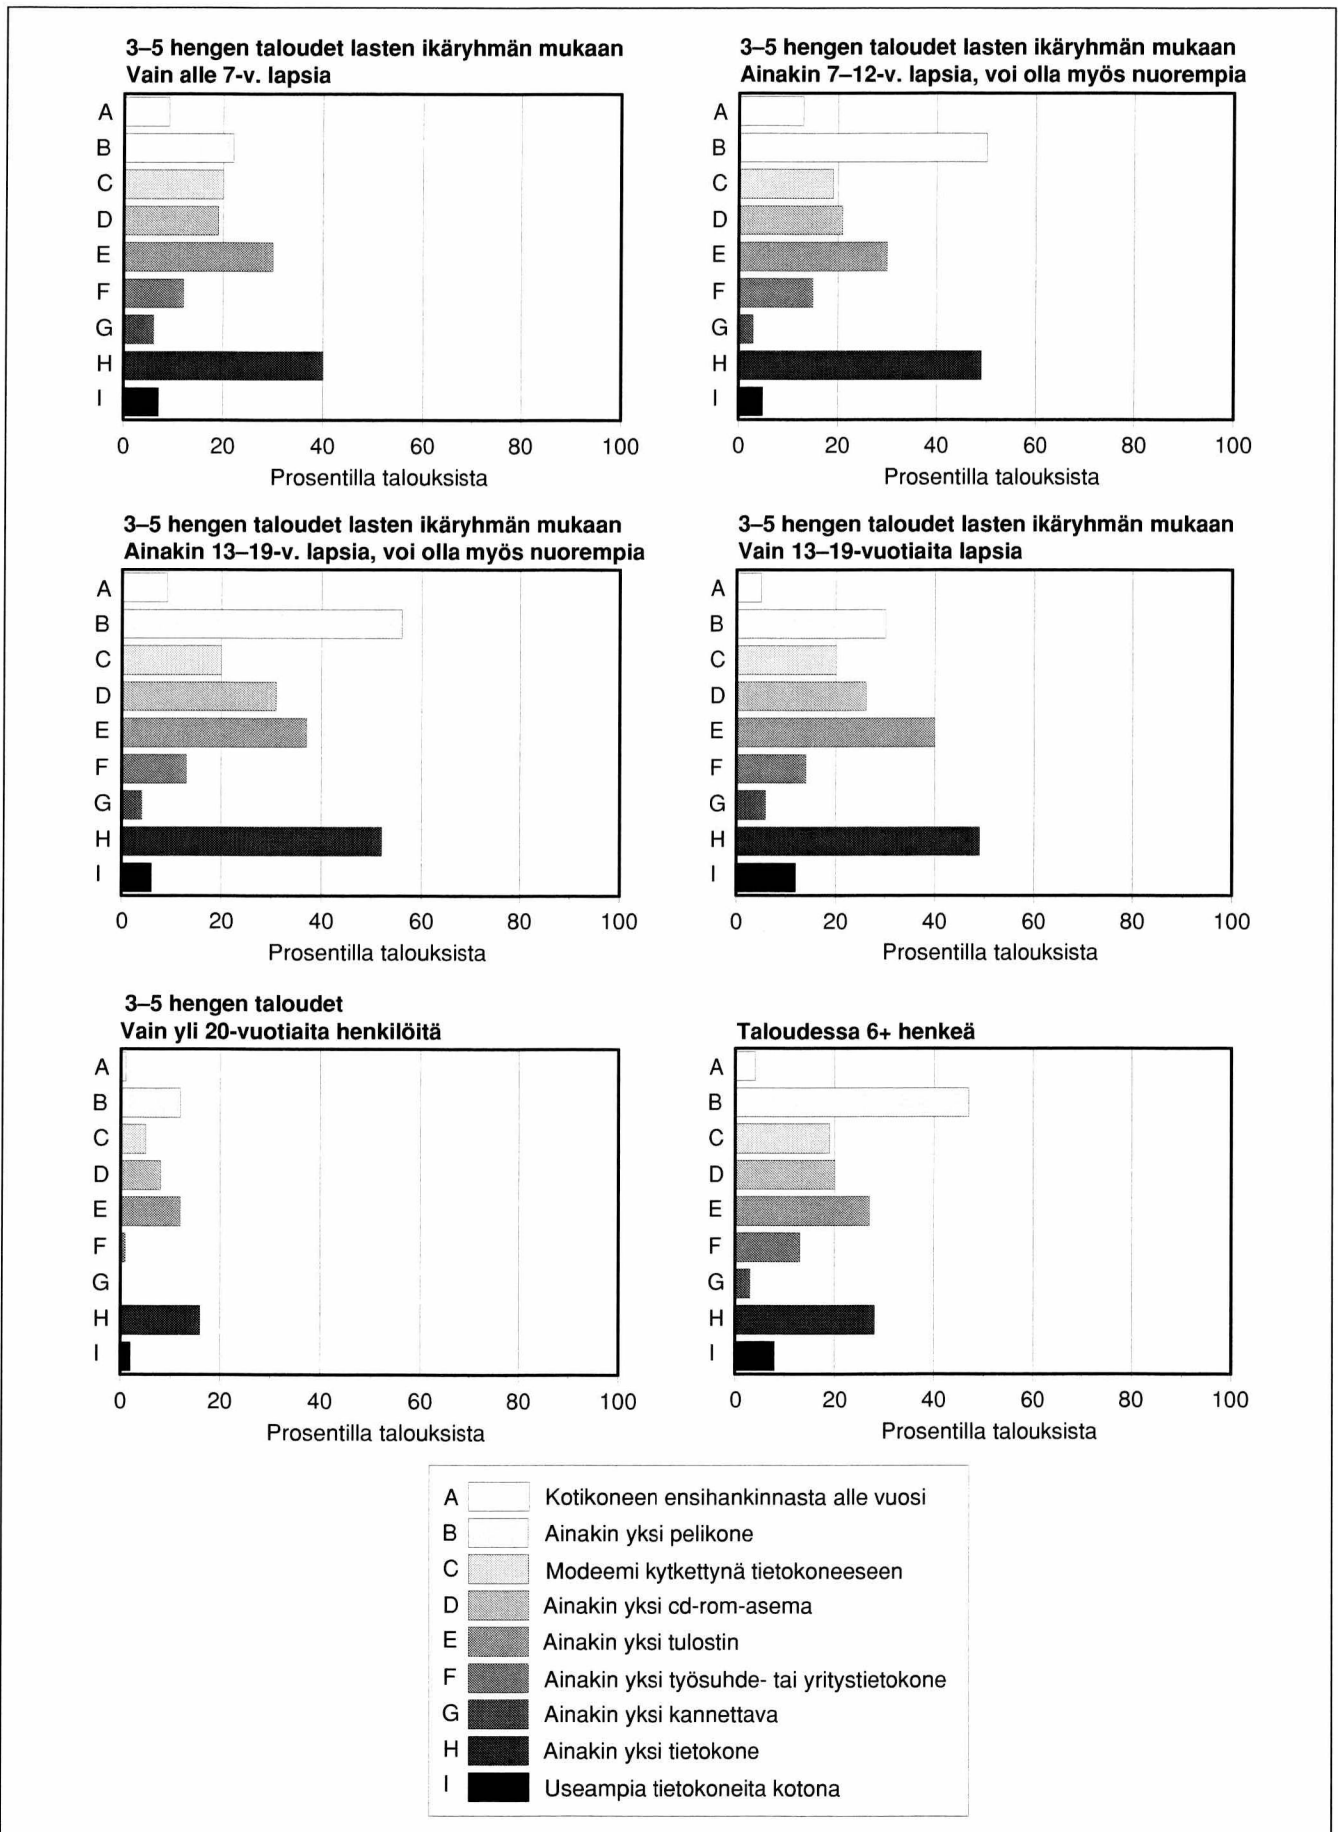 3–5 hengen taloudet lasten ikäryhmän mukaan
Vain alle 7-v. lapsia
A
B
C
D
E
F
G
H
I
0 20 40 60 80 100
Prosentilla talouksista
3–5 hengen taloudet lasten ikäryhmän mukaan
Ainakin 7–12-v. lapsia, voi olla myös nuorempia
A
B
C
D
E
F
G
H
I
0 20 40 60 80 100
Prosentilla talouksista
3–5 hengen taloudet lasten ikäryhmän mukaan
Ainakin 13–19-v. lapsia, voi olla myös nuorempia
A
B
C
D
E
F
G
H
I
0 20 40 60 80 100
Prosentilla talouksista
3–5 hengen taloudet lasten ikäryhmän mukaan
Vain 13–19-vuotiaita lapsia
A
B
C
D
E
F
G
H
I
0 20 40 60 80 100
Prosentilla talouksista
3–5 hengen taloudet
Vain yli 20-vuotiaita henkilöitä
A
B
C
D
E
F
G
H
I
0 20 40 60 80 100
Prosentilla talouksista
Taloudessa 6+ henkeä
A
B
C
D
E
F
G
H
I
0 20 40 60 80 100
Prosentilla talouksista
A Kotikoneen ensihankinnasta alle vuosi
B Ainakin yksi pelikone
C Modeemi kytkettynä tietokoneeseen
D Ainakin yksi cd-rom-asema
E Ainakin yksi tulostin
F Ainakin yksi työsuhde- tai yritystietokone
G Ainakin yksi kannettava
H Ainakin yksi tietokone
I Useampia tietokoneita kotona